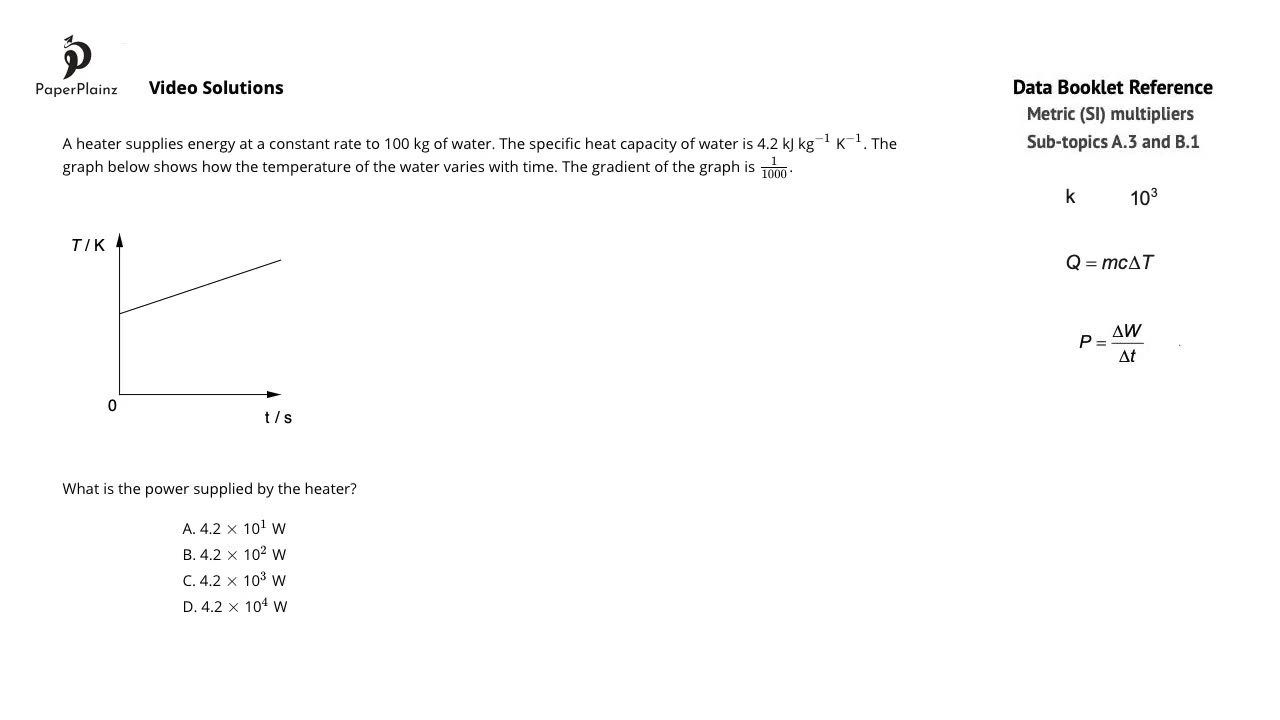 PaperPlainz
Video Solutions
A heater supplies energy at a constant rate to 100 kg of water. The specific heat capacity of water is 4.2 kJ kg⁻¹ K⁻¹. The
graph below shows how the temperature of the water varies with time. The gradient of the graph is 1/1000.
T / K
0
t / s
What is the power supplied by the heater?
A. 4.2 × 10¹ W
B. 4.2 × 10² W
C. 4.2 × 10³ W
D. 4.2 × 10⁴ W
Data Booklet Reference
Metric (SI) multipliers
Sub-topics A.3 and B.1
k 10³
Q = mcΔT
P = ΔW/Δt